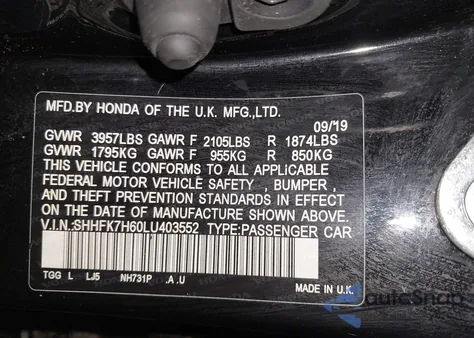 MFD.BY HONDA OF THE U.K. MFG.,LTD.
09/19
GVWR 3957LBS GAWR F 2105LBS R 1874LBS
GVWR 1795KG GAWR F 955KG R 850KG
THIS VEHICLE CONFORMS TO ALL APPLICABLE
FEDERAL MOTOR VEHICLE SAFETY , BUMPER ,
AND THEFT PREVENTION STANDARDS IN EFFECT
ON THE DATE OF MANUFACTURE SHOWN ABOVE.
V.I.N.:SHHFK7H60LU403552 TYPE:PASSENGER CAR
TGG L LJ5 NH731P .A.U
MADE IN U.K.
AutoSnap